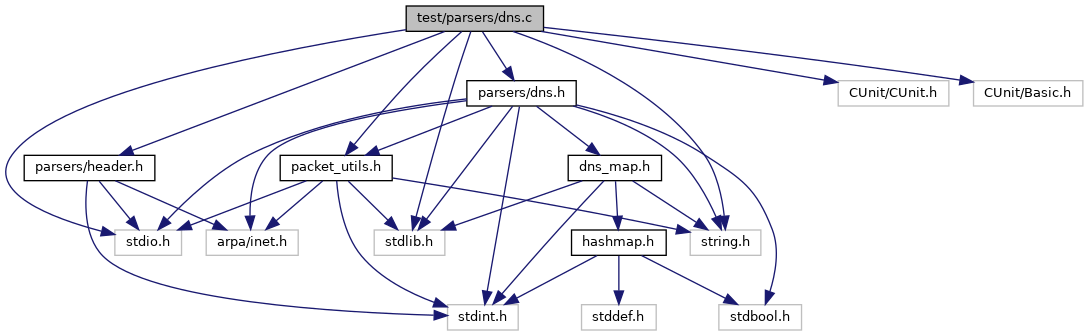 test/parsers/dns.c
parsers/dns.h
CUnit/CUnit.h
CUnit/Basic.h
parsers/header.h
packet_utils.h
dns_map.h
stdio.h
arpa/inet.h
stdlib.h
hashmap.h
string.h
stdint.h
stddef.h
stdbool.h